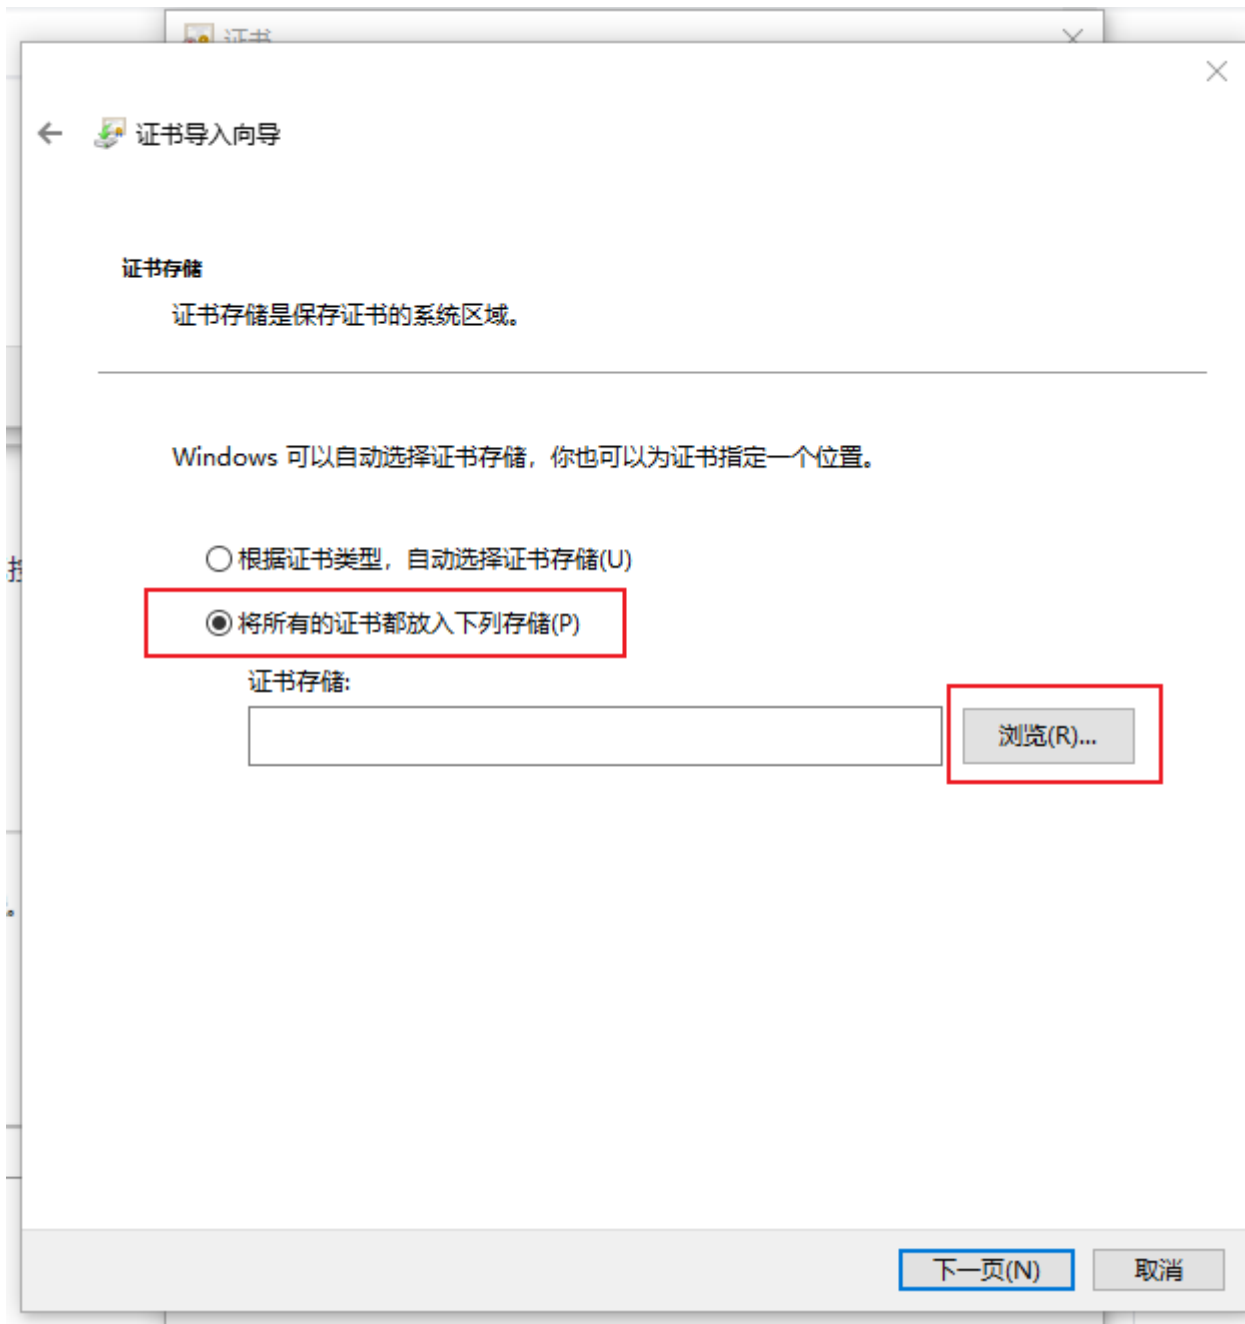 证书
证书导入向导
证书存储
证书存储是保存证书的系统区域。
Windows 可以自动选择证书存储，你也可以为证书指定一个位置。
根据证书类型，自动选择证书存储(U)
将所有的证书都放入下列存储(P)
证书存储:
浏览(R)...
下一页(N)
取消